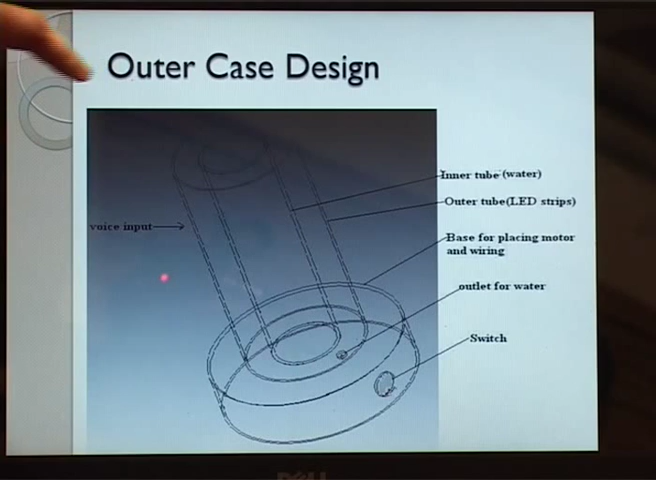 Outer Case Design
Inner tube (water)
Outer tube(LED strips)
voice input
Base for placing motor
and wiring
outlet for water
Switch
DELL